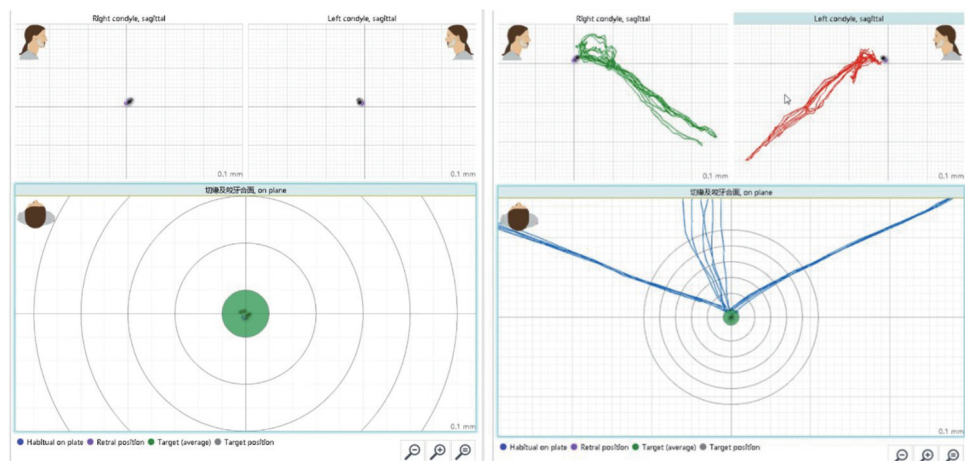 Right condyle, sagittal
Left condyle, sagittal
0.1 mm
0.1 mm
切緣及咬牙合面, on plane
0.1 mm
Habitual on plate Retral position Target (average) Target position
Right condyle, sagittal
Left condyle, sagittal
0.1 mm
0.1 mm
切緣及咬牙合面, on plane
0.1 mm
Habitual on plate Retral position Target (average) Target position